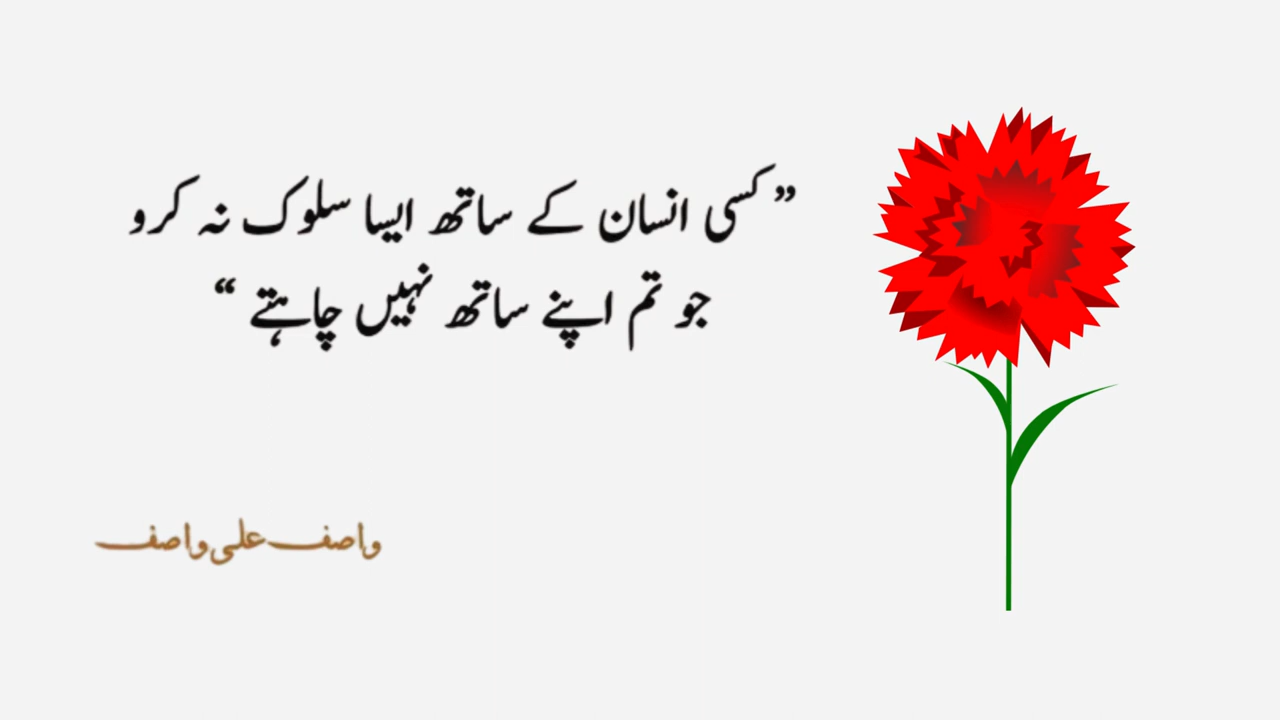 ”کسی انسان کے ساتھ ایسا سلوک نہ کرو
جو تم اپنے ساتھ نہیں چاہتے “
واصف علی واصف